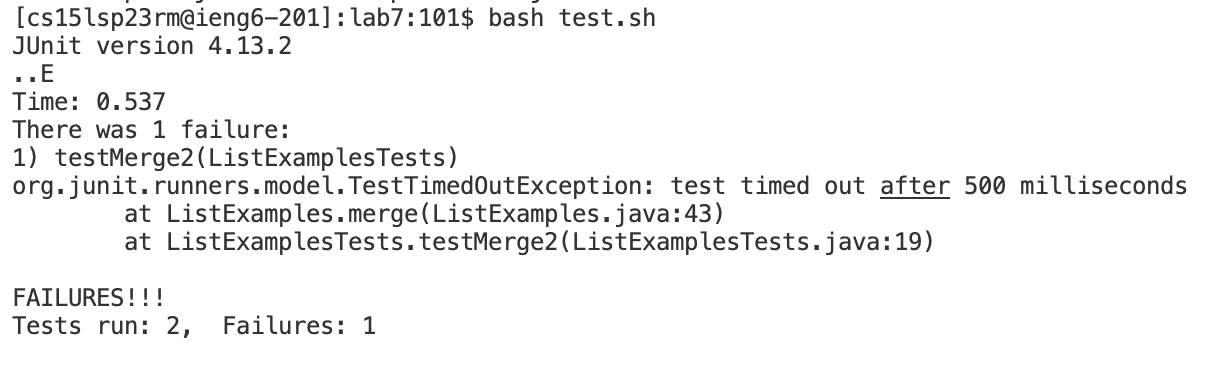 [cs15lsp23rm@ieng6-201]:lab7:101$ bash test.sh
JUnit version 4.13.2
..E
Time: 0.537
There was 1 failure:
1) testMerge2(ListExamplesTests)
org.junit.runners.model.TestTimedOutException: test timed out after 500 milliseconds
        at ListExamples.merge(ListExamples.java:43)
        at ListExamplesTests.testMerge2(ListExamplesTests.java:19)

FAILURES!!!
Tests run: 2,  Failures: 1